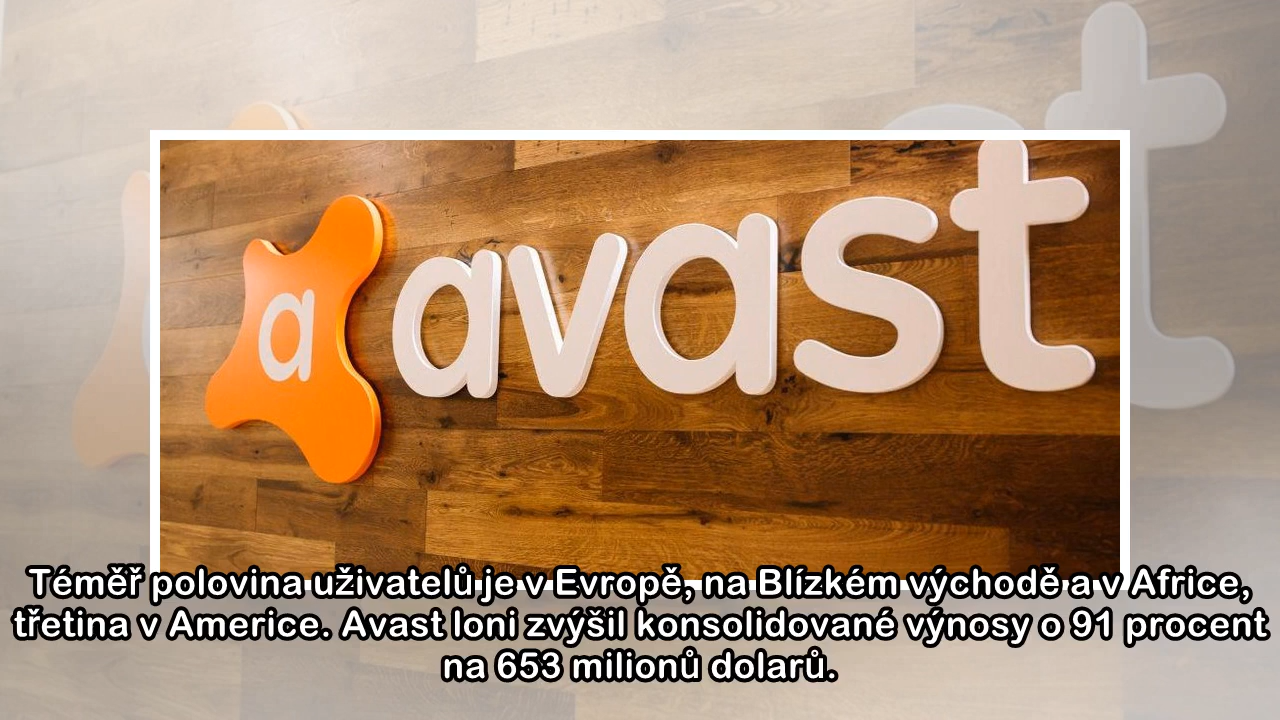 a avast
Téměř polovina uživatelů je v Evropě, na Blízkém východě a v Africe,
třetina v Americe. Avast loni zvýšil konsolidované výnosy o 91 procent
na 653 milionů dolarů.